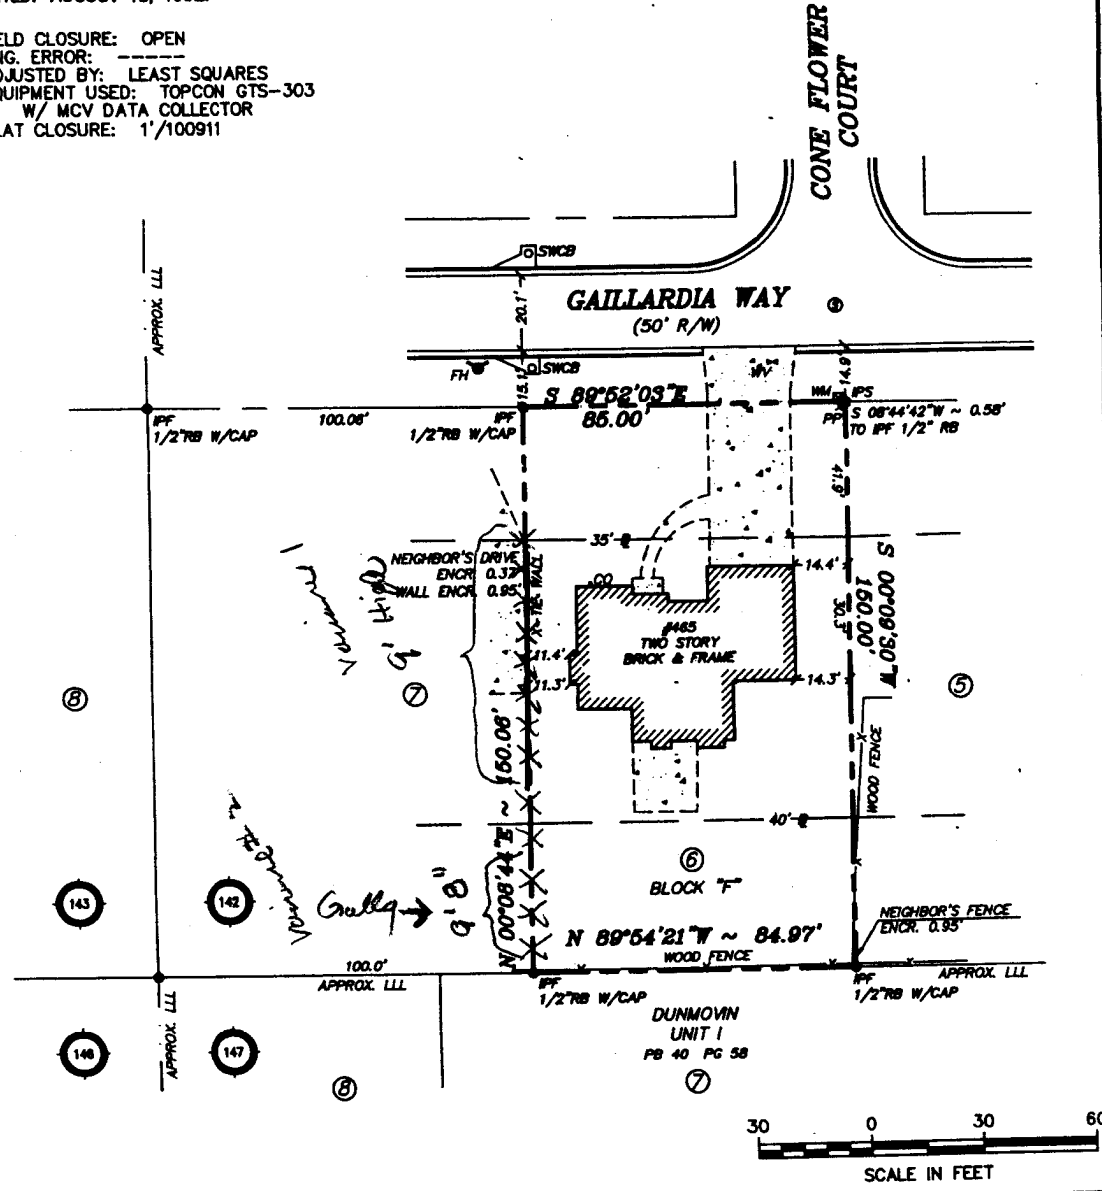 ELD CLOSURE: OPEN
NG. ERROR: -----
DJUSTED BY: LEAST SQUARES
QUIPMENT USED: TOPCON GTS-303
W/ MCV DATA COLLECTOR
LAT CLOSURE: 1'/100911
CONE FLOWER
COURT
SWCB
APPROX. LLL
20.1'
GAILLARDIA WAY
(50' R/W)
S
FH
SWCB
15.1'
WV
14.9'
WM
IPS
PP
S 89°52'03"E
85.00'
S 08°44'42"W ~ 0.58'
TO IPF 1/2" RB
IPF
1/2"RB W/CAP
100.06'
IPF
1/2"RB W/CAP
41.9'
35' B
NEIGHBOR'S DRIVE
ENCR. 0.37'
WALL ENCR. 0.95'
X-TIE WALL
14.4'
S 00°09'30" W
150.00'
30.3'
#465
TWO STORY
BRICK & FRAME
11.4'
11.3'
14.3'
9' High
8
7
5
N 00°08'44"E ~ 150.06'
WOOD FENCE
40' B
6
BLOCK "F"
143
142
9' 8"
N 89°54'21"W ~ 84.97'
WOOD FENCE
NEIGHBOR'S FENCE
ENCR. 0.95'
100.0'
APPROX. LLL
APPROX. LLL
IPF
1/2"RB W/CAP
IPF
1/2"RB W/CAP
DUNMOVIN
UNIT I
PB 40 PG 58
APPROX. LLL
146
147
8
7
30 0 30 60
SCALE IN FEET